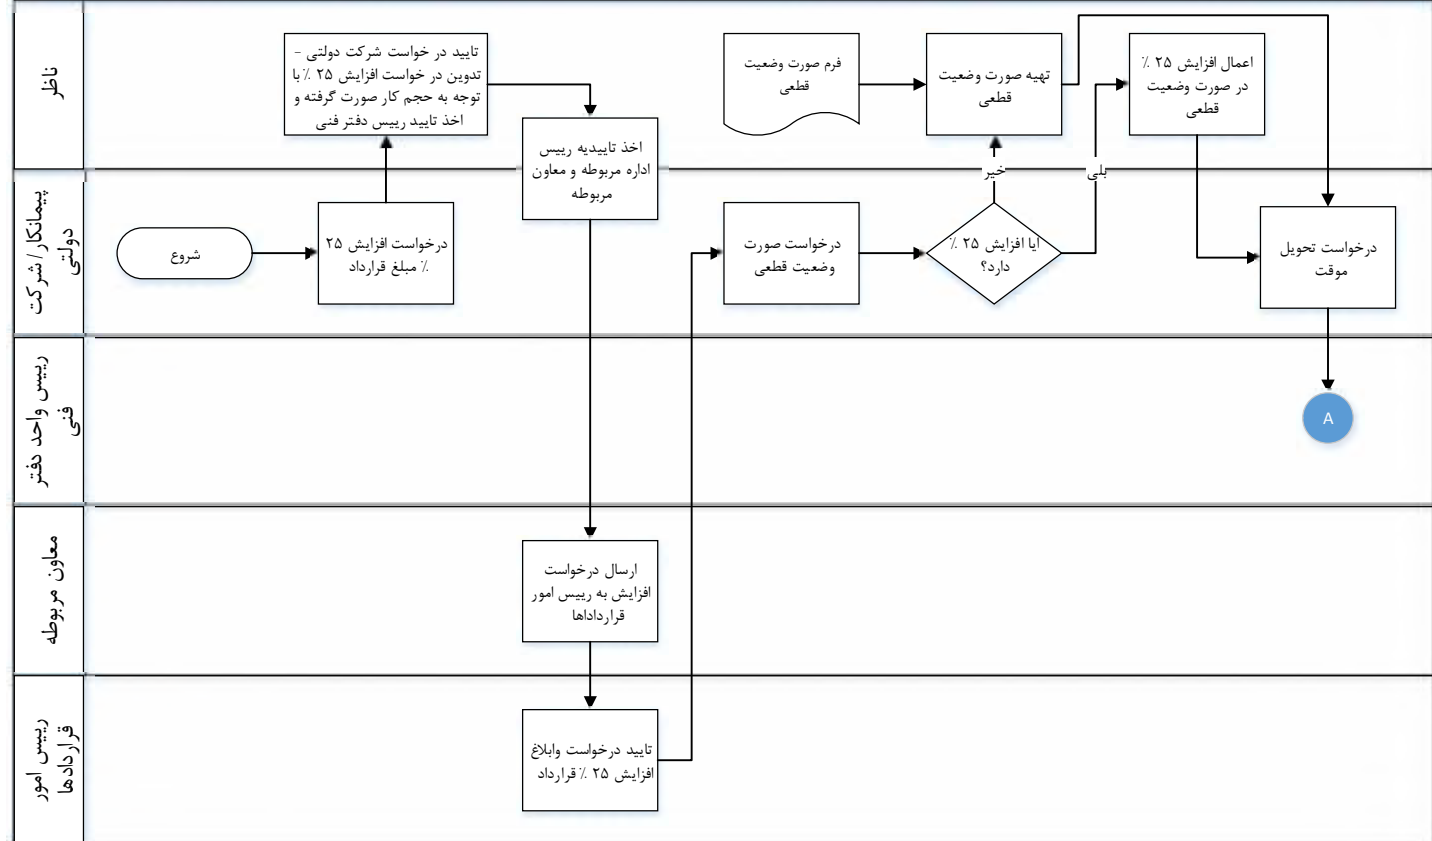 ناظر
تایید در خواست شرکت دولتی -
تدوین در خواست افزایش ۲۵ ٪ با
توجه به حجم کار صورت گرفته و
اخذ تایید رییس دفتر فنی
اخذ تاییدیه رییس
اداره مربوطه و معاون
مربوطه
فرم صورت وضعیت
قطعی
تهیه صورت وضعیت
قطعی
اعمال افزایش ۲۵ ٪
در صورت وضعیت
قطعی
خیر
بلی
پیمانکار/شرکت
دولتی
شروع
درخواست افزایش ۲۵
٪ مبلغ قرارداد
درخواست صورت
وضعیت قطعی
ایا افزایش ۲۵ ٪
دارد؟
درخواست تحویل
موقت
رییس واحد دفتر
فنی
A
معاون مربوطه
ارسال درخواست
افزایش به رییس امور
قرارداداها
رییس امور
قراردادها
تایید درخواست وابلاغ
افزایش ۲۵ ٪ قرارداد